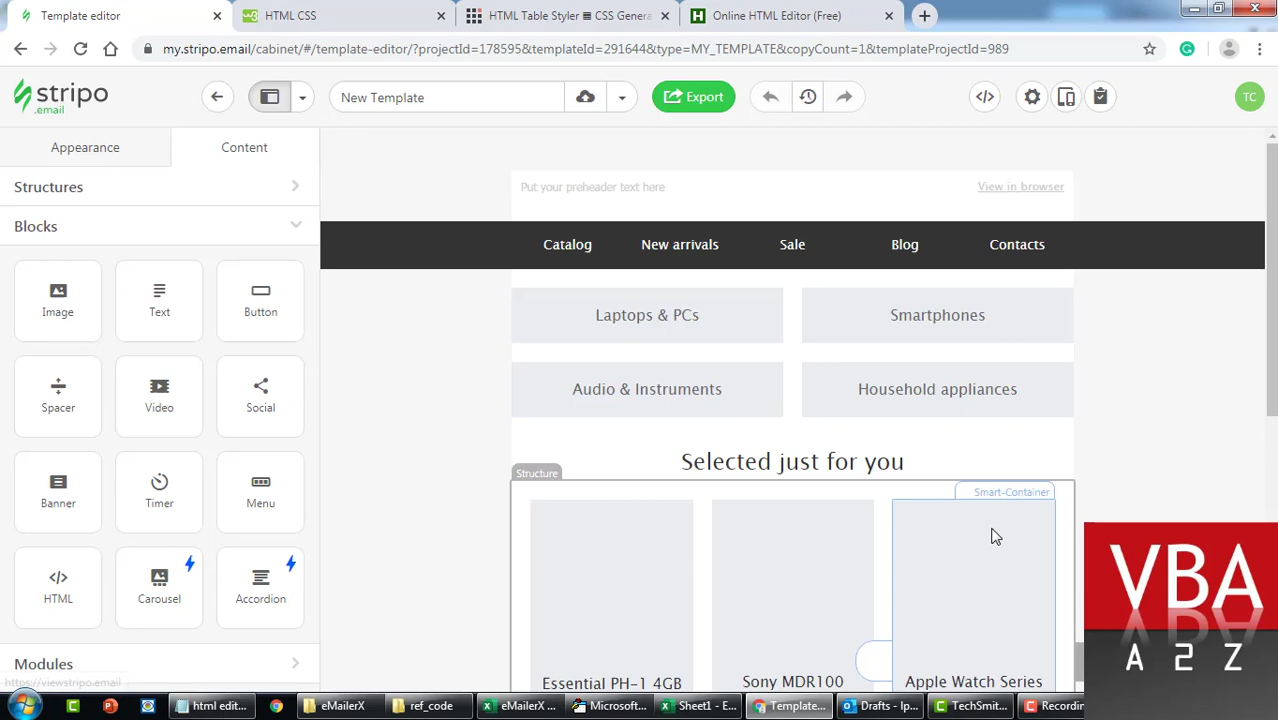 Template editor
HTML CSS
HTML Table Styler ≣ CSS Genera
Online HTML Editor (Free)
my.stripo.email/cabinet/#/template-editor/?projectId=178595&templateId=291644&type=MY_TEMPLATE&copyCount=1&templateProjectId=989
stripo
.email
New Template
Export
TC
Appearance
Content
Structures
Blocks
Image
Text
Button
Spacer
Video
Social
Banner
Timer
Menu
HTML
Carousel
Accordion
Modules
https://viewstripo.email
Put your preheader text here
View in browser
Catalog
New arrivals
Sale
Blog
Contacts
Laptops & PCs
Smartphones
Audio & Instruments
Household appliances
Selected just for you
Structure
Smart-Container
Essential PH-1 4GB
Sony MDR100
Apple Watch Series
VBA
A 2 Z
html edit...
eMailerX
ref_code
eMailerX ...
Microsoft...
Sheet1 - E...
Template...
Drafts - Ip...
TechSmit...
Recording